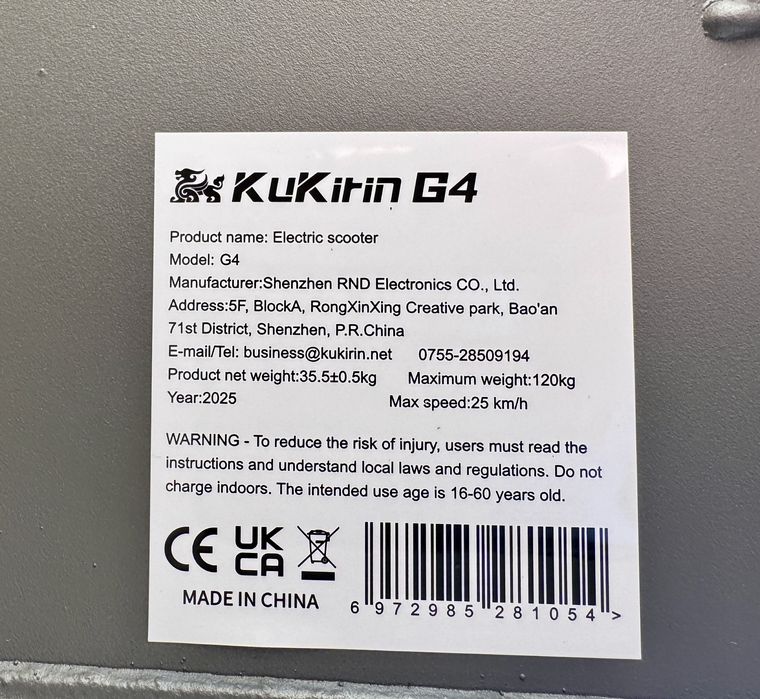 KuKirin G4
Product name: Electric scooter
Model: G4
Manufacturer:Shenzhen RND Electronics CO., Ltd.
Address:5F, BlockA, RongXinXing Creative park, Bao'an
71st District, Shenzhen, P.R.China
E-mail/Tel: business@kukirin.net 0755-28509194
Product net weight:35.5±0.5kg Maximum weight:120kg
Year:2025 Max speed:25 km/h
WARNING - To reduce the risk of injury, users must read the
instructions and understand local laws and regulations. Do not
charge indoors. The intended use age is 16-60 years old.
CE UK
CA
MADE IN CHINA
6 972985 281054 >